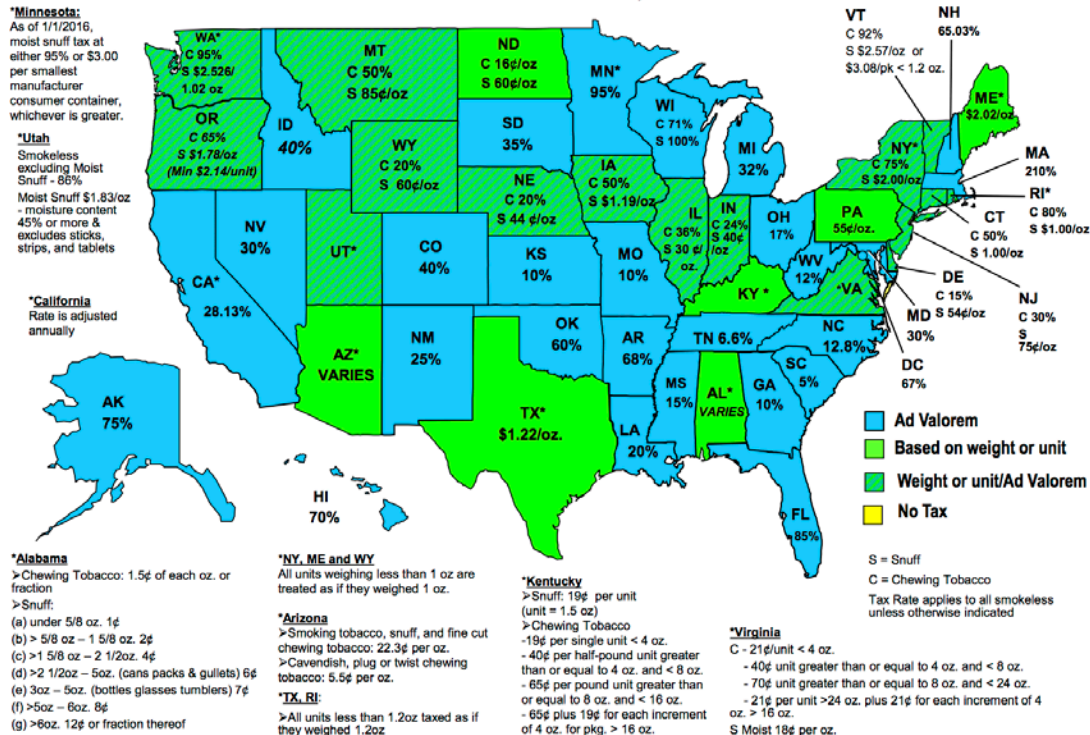 *Minnesota:
As of 1/1/2016,
moist snuff tax at
either 95% or $3.00
per smallest
manufacturer
consumer container,
whichever is greater.
*Utah
Smokeless
excluding Moist
Snuff - 86%
Moist Snuff $1.83/oz
- moisture content
45% or more &
excludes sticks,
strips, and tablets
*California
Rate is adjusted
annually
WA*
C 95%
S $2.526/
1.02 oz
OR
C 65%
S $1.78/oz
(Min $2.14/unit)
ID
40%
MT
C 50%
S 85¢/oz
WY
C 20%
S 60¢/oz
NV
30%
UT*
CA*
28.13%
CO
40%
AZ*
VARIES
NM
25%
ND
C 16¢/oz
S 60¢/oz
SD
35%
NE
C 20%
S 44 ¢/oz
KS
10%
OK
60%
TX*
$1.22/oz.
MN*
95%
IA
C 50%
S $1.19/oz
MO
10%
AR
68%
LA
20%
WI
C 71%
S 100%
IL
C 36%
S 30 ¢/
oz.
MI
32%
IN
C 24%
S 40¢/
oz
OH
17%
KY *
TN 6.6%
MS
15%
AL*
VARIES
GA
10%
FL
85%
SC
5%
NC
12.8%
*VA
WV
12%
PA
55¢/oz.
NY*
C 75%
S $2.00/oz
VT
C 92%
S $2.57/oz or
$3.08/pk < 1.2 oz.
NH
65.03%
ME*
$2.02/oz
MA
210%
RI*
C 80%
S $1.00/oz
CT
C 50%
S 1.00/oz
NJ
C 30%
S
75¢/oz
DE
C 15%
S 54¢/oz
MD
30%
DC
67%
AK
75%
HI
70%
Ad Valorem
Based on weight or unit
Weight or unit/Ad Valorem
No Tax
S = Snuff
C = Chewing Tobacco
Tax Rate applies to all smokeless
unless otherwise indicated
*Alabama
➢Chewing Tobacco: 1.5¢ of each oz. or
fraction
➢Snuff:
(a) under 5/8 oz. 1¢
(b) > 5/8 oz – 1 5/8 oz. 2¢
(c) >1 5/8 oz – 2 1/2oz. 4¢
(d) >2 1/2oz – 5oz. (cans packs & gullets) 6¢
(e) 3oz – 5oz. (bottles glasses tumblers) 7¢
(f) >5oz – 6oz. 8¢
(g) >6oz. 12¢ or fraction thereof
*NY, ME and WY
All units weighing less than 1 oz are
treated as if they weighed 1 oz.
*Arizona
➢Smoking tobacco, snuff, and fine cut
chewing tobacco: 22.3¢ per oz.
➢Cavendish, plug or twist chewing
tobacco: 5.5¢ per oz.
*TX, RI:
➢All units less than 1.2oz taxed as if
they weighed 1.2oz
*Kentucky
➢Snuff: 19¢ per unit
(unit = 1.5 oz)
➢Chewing Tobacco
-19¢ per single unit < 4 oz.
- 40¢ per half-pound unit greater
than or equal to 4 oz. and < 8 oz.
- 65¢ per pound unit greater than
or equal to 8 oz. and < 16 oz.
- 65¢ plus 19¢ for each increment
of 4 oz. for pkg. > 16 oz.
*Virginia
C - 21¢/unit < 4 oz.
- 40¢ unit greater than or equal to 4 oz. and < 8 oz.
- 70¢ unit greater than or equal to 8 oz. and < 24 oz.
- 21¢ per unit >24 oz. plus 21¢ for each increment of 4
oz. > 16 oz.
S Moist 18¢ per oz.